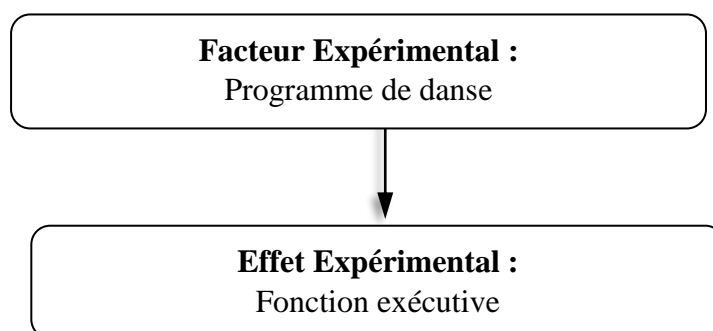 Facteur Expérimental :
Programme de danse
Effet Expérimental :
Fonction exécutive